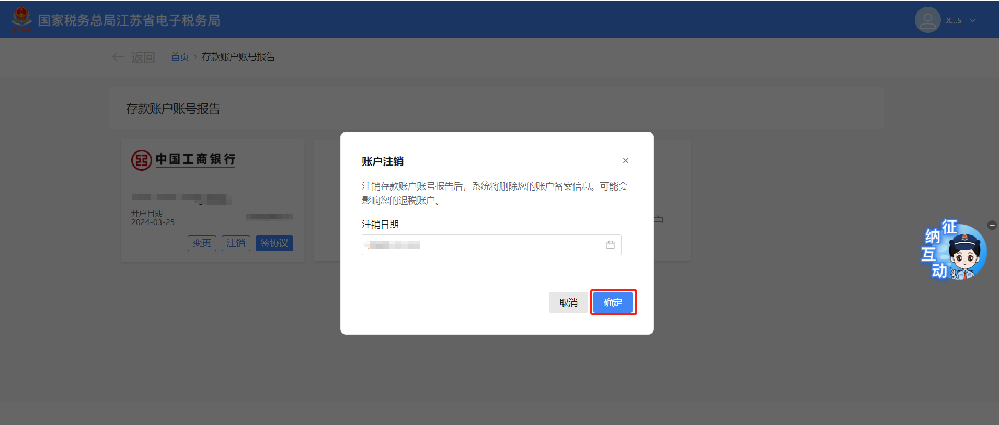 国家税务总局江苏省电子税务局
X...S
返回 首页 > 存款账户账号报告
存款账户账号报告
中国工商银行
开户日期
2024-03-25
变更 注销 签协议
账户注销
×
注销存款账户账号报告后，系统将删除您的账户备案信息。可能会
影响您的退税账户。
注销日期
取消 确定
户
征
纳
互
动